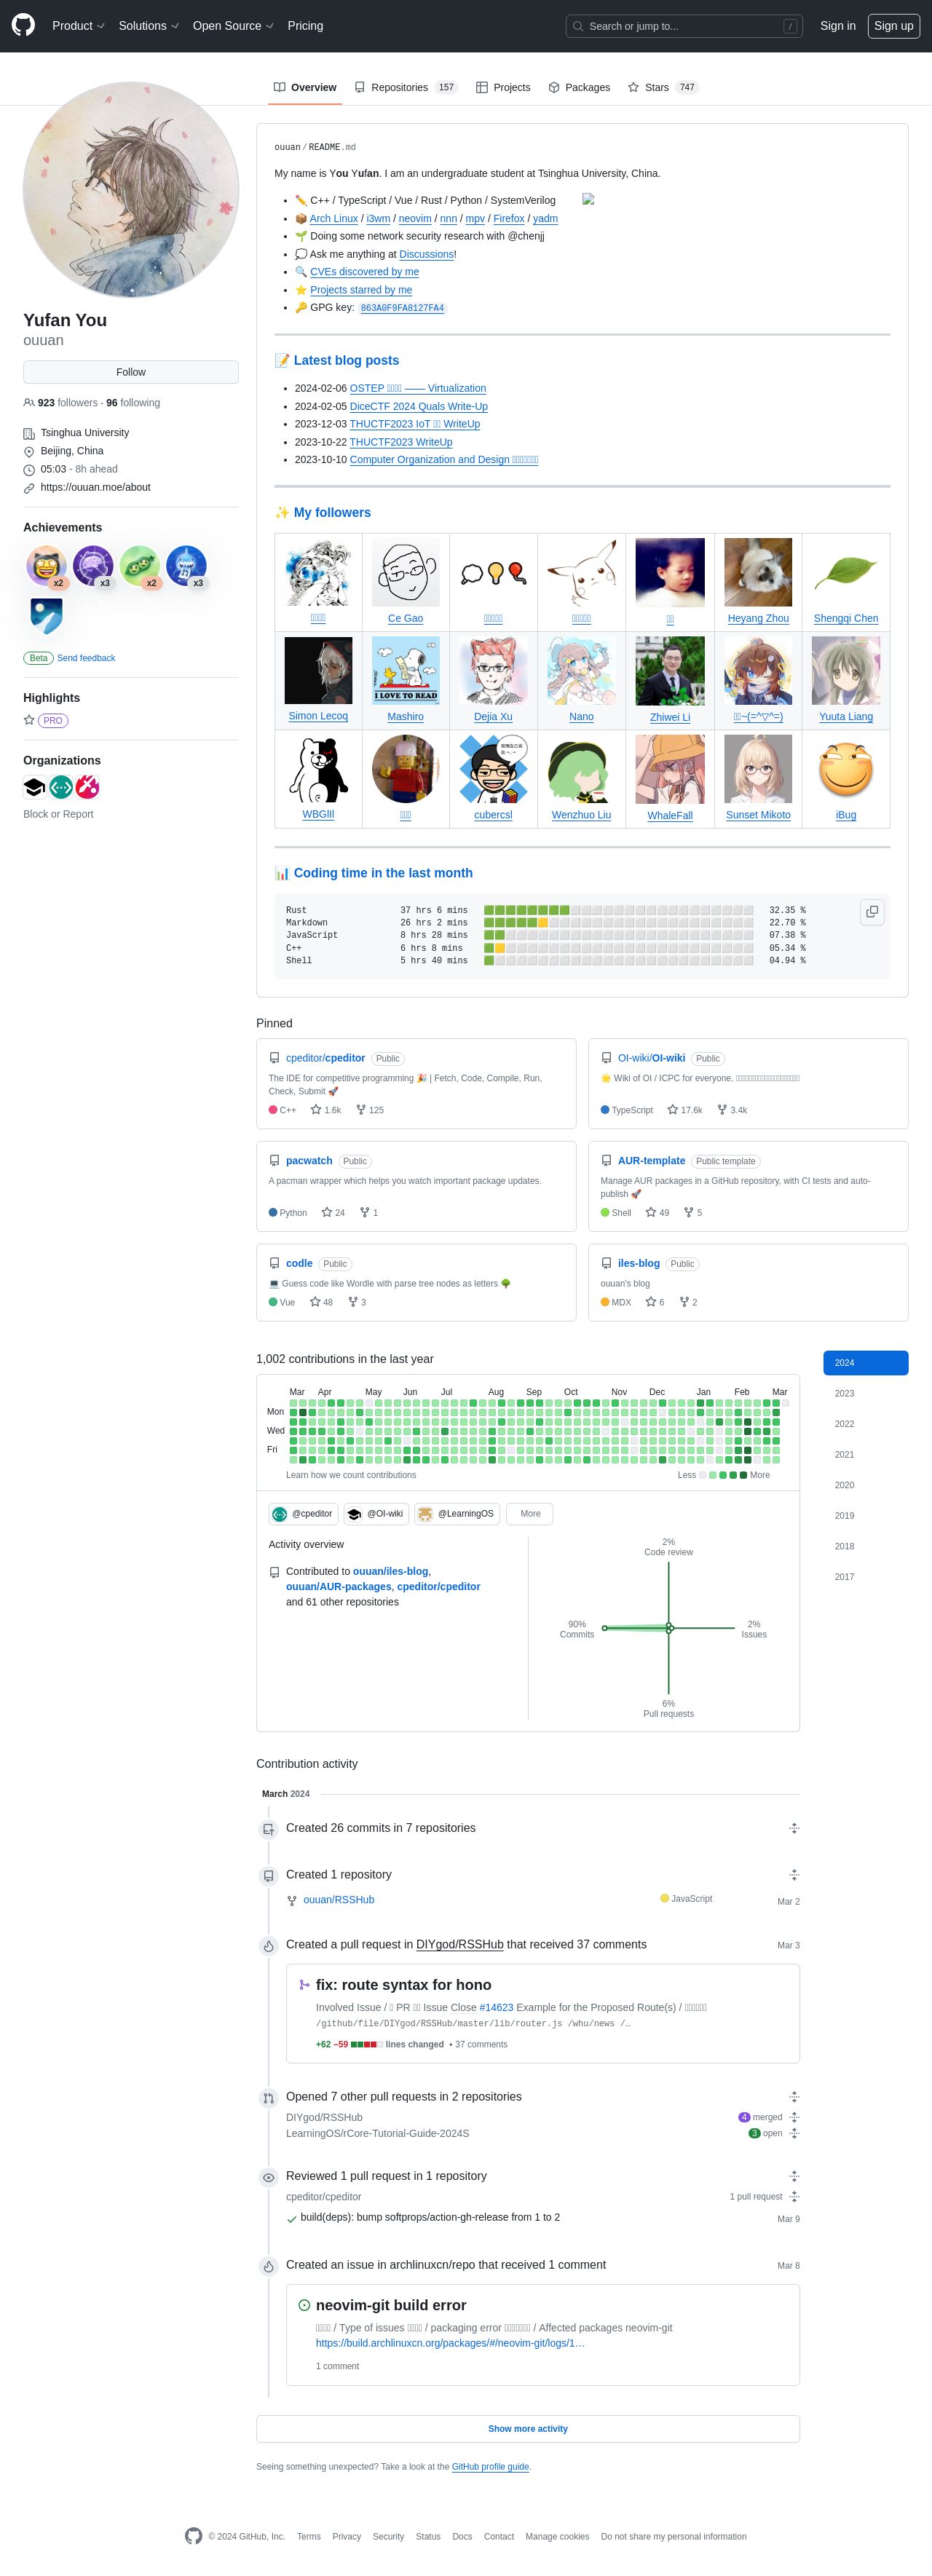 Product Solutions Open Source Pricing Search or jump to... / Sign in Sign up
Overview Repositories 157 Projects Packages Stars 747
Yufan You
ouuan
Follow
923 followers · 96 following
Tsinghua University
Beijing, China
05:03 - 8h ahead
https://ouuan.moe/about
Achievements
x2 x3 x2 x3
Beta Send feedback
Highlights
PRO
Organizations
Block or Report
ouuan / README.md
My name is You Yufan. I am an undergraduate student at Tsinghua University, China.
✏️ C++ / TypeScript / Vue / Rust / Python / SystemVerilog
📦 Arch Linux / i3wm / neovim / nnn / mpv / Firefox / yadm
🌱 Doing some network security research with @chenjj
💭 Ask me anything at Discussions!
🔍 CVEs discovered by me
⭐ Projects starred by me
🔑 GPG key: 863A0F9FA8127FA4
📝 Latest blog posts
2024-02-06 OSTEP —— Virtualization
2024-02-05 DiceCTF 2024 Quals Write-Up
2023-12-03 THUCTF2023 IoT WriteUp
2023-10-22 THUCTF2023 WriteUp
2023-10-10 Computer Organization and Design
✨ My followers
Ce Gao Heyang Zhou Shengqi Chen
I LOVE TO READ
Simon Lecoq Mashiro Dejia Xu Nano Zhiwei Li ~(=^▽^=) Yuuta Liang
WBGlIl cubercsl Wenzhuo Liu WhaleFall Sunset Mikoto iBug
📊 Coding time in the last month
Rust 37 hrs 6 mins 32.35 %
Markdown 26 hrs 2 mins 22.70 %
JavaScript 8 hrs 28 mins 07.38 %
C++ 6 hrs 8 mins 05.34 %
Shell 5 hrs 40 mins 04.94 %
Pinned
cpeditor/cpeditor Public
The IDE for competitive programming 🎉 | Fetch, Code, Compile, Run,
Check, Submit 🚀
C++ 1.6k 125
OI-wiki/OI-wiki Public
🌟 Wiki of OI / ICPC for everyone.
TypeScript 17.6k 3.4k
pacwatch Public
A pacman wrapper which helps you watch important package updates.
Python 24 1
AUR-template Public template
Manage AUR packages in a GitHub repository, with CI tests and auto-
publish 🚀
Shell 49 5
codle Public
💻 Guess code like Wordle with parse tree nodes as letters 🌳
Vue 48 3
iles-blog Public
ouuan's blog
MDX 6 2
1,002 contributions in the last year
Mar Apr May Jun Jul Aug Sep Oct Nov Dec Jan Feb Mar
Mon
Wed
Fri
Learn how we count contributions Less More
2024
2023
2022
2021
2020
2019
2018
2017
@cpeditor @OI-wiki @LearningOS More
Activity overview
Contributed to ouuan/iles-blog,
ouuan/AUR-packages, cpeditor/cpeditor
and 61 other repositories
2%
Code review
90%
Commits
2%
Issues
6%
Pull requests
Contribution activity
March 2024
Created 26 commits in 7 repositories
Created 1 repository
ouuan/RSSHub JavaScript Mar 2
Created a pull request in DIYgod/RSSHub that received 37 comments Mar 3
fix: route syntax for hono
Involved Issue / PR Issue Close #14623 Example for the Proposed Route(s) /
/github/file/DIYgod/RSSHub/master/lib/router.js /whu/news /…
+62 −59 lines changed • 37 comments
Opened 7 other pull requests in 2 repositories
DIYgod/RSSHub 4 merged
LearningOS/rCore-Tutorial-Guide-2024S 3 open
Reviewed 1 pull request in 1 repository
cpeditor/cpeditor 1 pull request
build(deps): bump softprops/action-gh-release from 1 to 2 Mar 9
Created an issue in archlinuxcn/repo that received 1 comment Mar 8
neovim-git build error
/ Type of issues / packaging error / Affected packages neovim-git
https://build.archlinuxcn.org/packages/#/neovim-git/logs/1…
1 comment
Show more activity
Seeing something unexpected? Take a look at the GitHub profile guide.
© 2024 GitHub, Inc. Terms Privacy Security Status Docs Contact Manage cookies Do not share my personal information